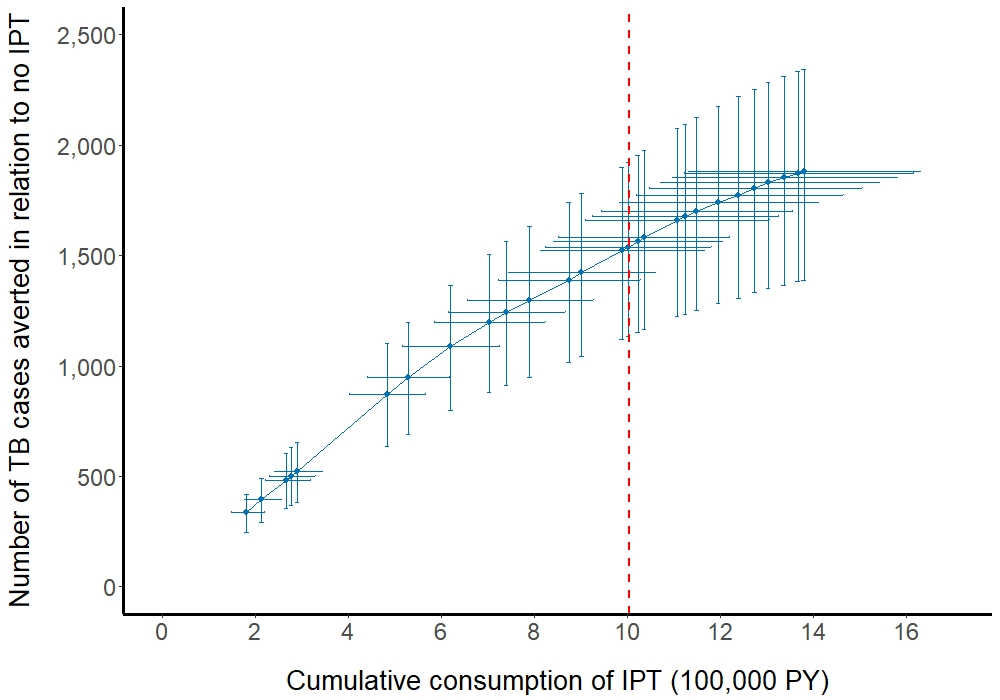 Number of TB cases averted in relation to no IPT
2,500
2,000
1,500
1,000
500
0
0 2 4 6 8 10 12 14 16
Cumulative consumption of IPT (100,000 PY)